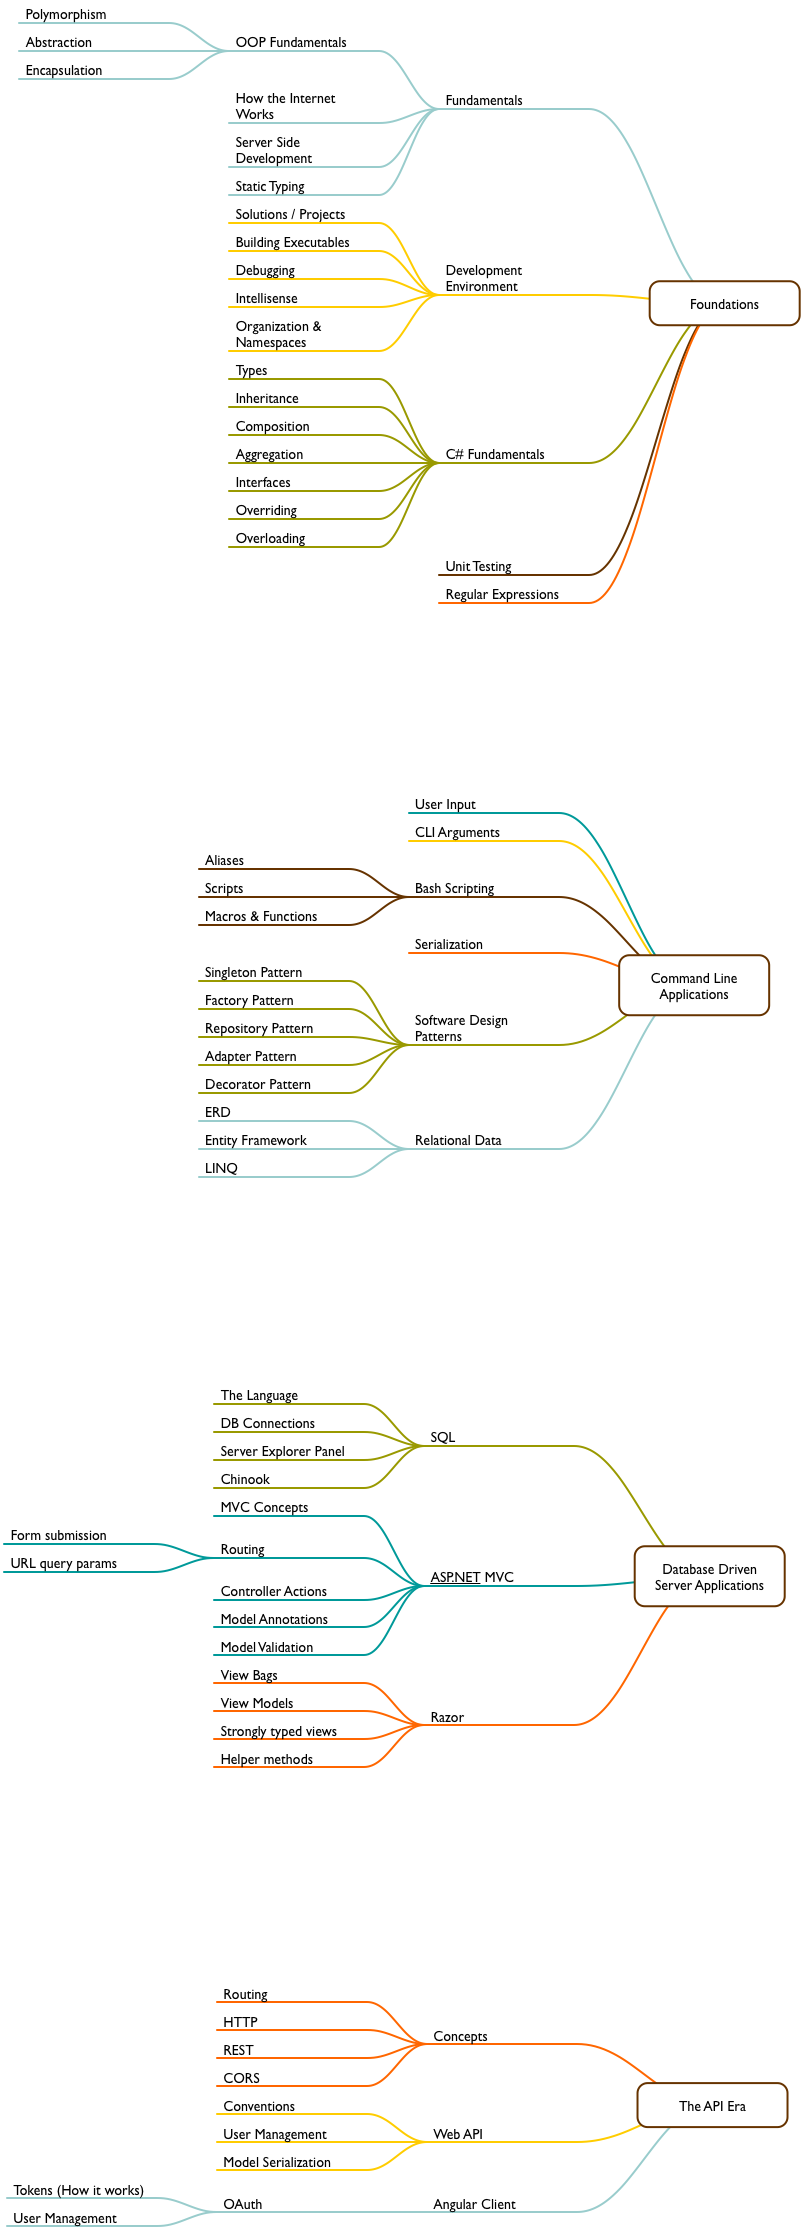 Polymorphism
Abstraction
Encapsulation
OOP Fundamentals
How the Internet
Works
Server Side
Development
Static Typing
Fundamentals
Solutions / Projects
Building Executables
Debugging
Intellisense
Organization &
Namespaces
Development
Environment
Types
Inheritance
Composition
Aggregation
Interfaces
Overriding
Overloading
C# Fundamentals
Unit Testing
Regular Expressions
Foundations
User Input
CLI Arguments
Aliases
Scripts
Macros & Functions
Bash Scripting
Serialization
Singleton Pattern
Factory Pattern
Repository Pattern
Adapter Pattern
Decorator Pattern
Software Design
Patterns
ERD
Entity Framework
LINQ
Relational Data
Command Line
Applications
The Language
DB Connections
Server Explorer Panel
Chinook
SQL
MVC Concepts
Form submission
URL query params
Routing
Controller Actions
Model Annotations
Model Validation
ASP.NET MVC
View Bags
View Models
Strongly typed views
Helper methods
Razor
Database Driven
Server Applications
Routing
HTTP
REST
CORS
Concepts
Conventions
User Management
Model Serialization
Web API
Tokens (How it works)
User Management
OAuth
Angular Client
The API Era